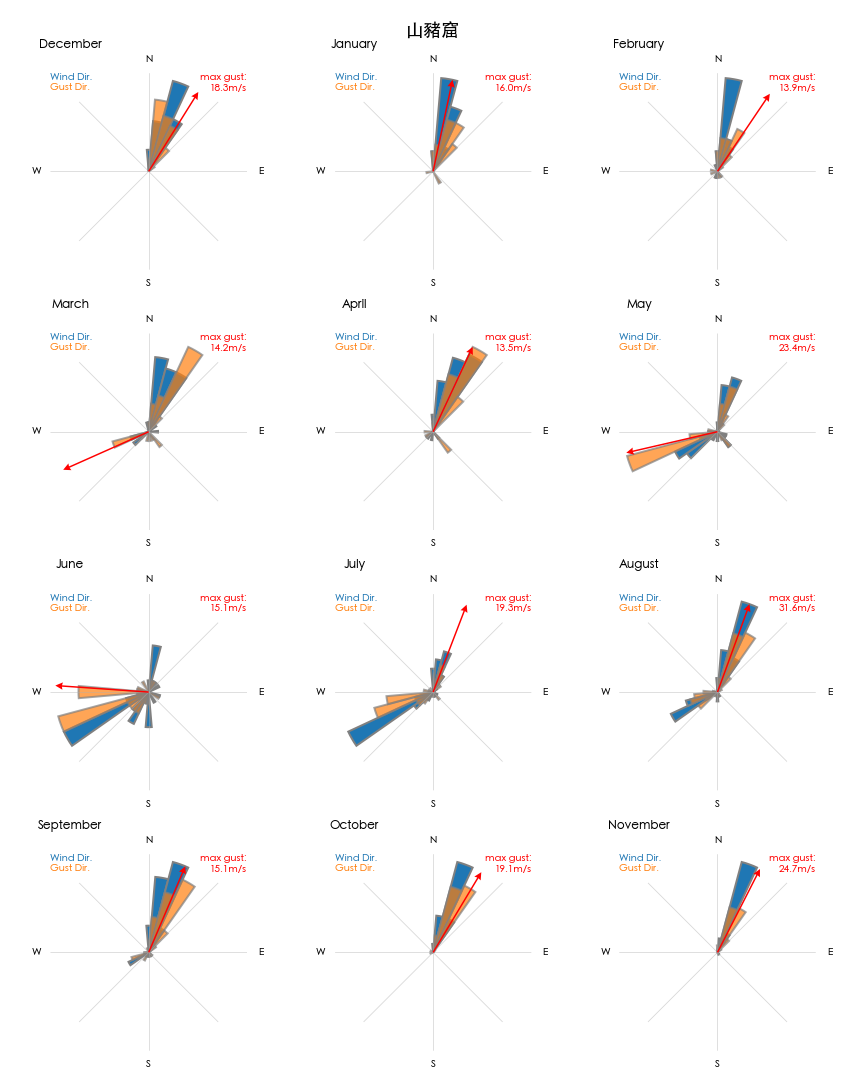 山豬窟
December
N
Wind Dir.
Gust Dir.
max gust:
18.3m/s
W
E
S
January
N
Wind Dir.
Gust Dir.
max gust:
16.0m/s
W
E
S
February
N
Wind Dir.
Gust Dir.
max gust:
13.9m/s
W
E
S
March
N
Wind Dir.
Gust Dir.
max gust:
14.2m/s
W
E
S
April
N
Wind Dir.
Gust Dir.
max gust:
13.5m/s
W
E
S
May
N
Wind Dir.
Gust Dir.
max gust:
23.4m/s
W
E
S
June
N
Wind Dir.
Gust Dir.
max gust:
15.1m/s
W
E
S
July
N
Wind Dir.
Gust Dir.
max gust:
19.3m/s
W
E
S
August
N
Wind Dir.
Gust Dir.
max gust:
31.6m/s
W
E
S
September
N
Wind Dir.
Gust Dir.
max gust:
15.1m/s
W
E
S
October
N
Wind Dir.
Gust Dir.
max gust:
19.1m/s
W
E
S
November
N
Wind Dir.
Gust Dir.
max gust:
24.7m/s
W
E
S